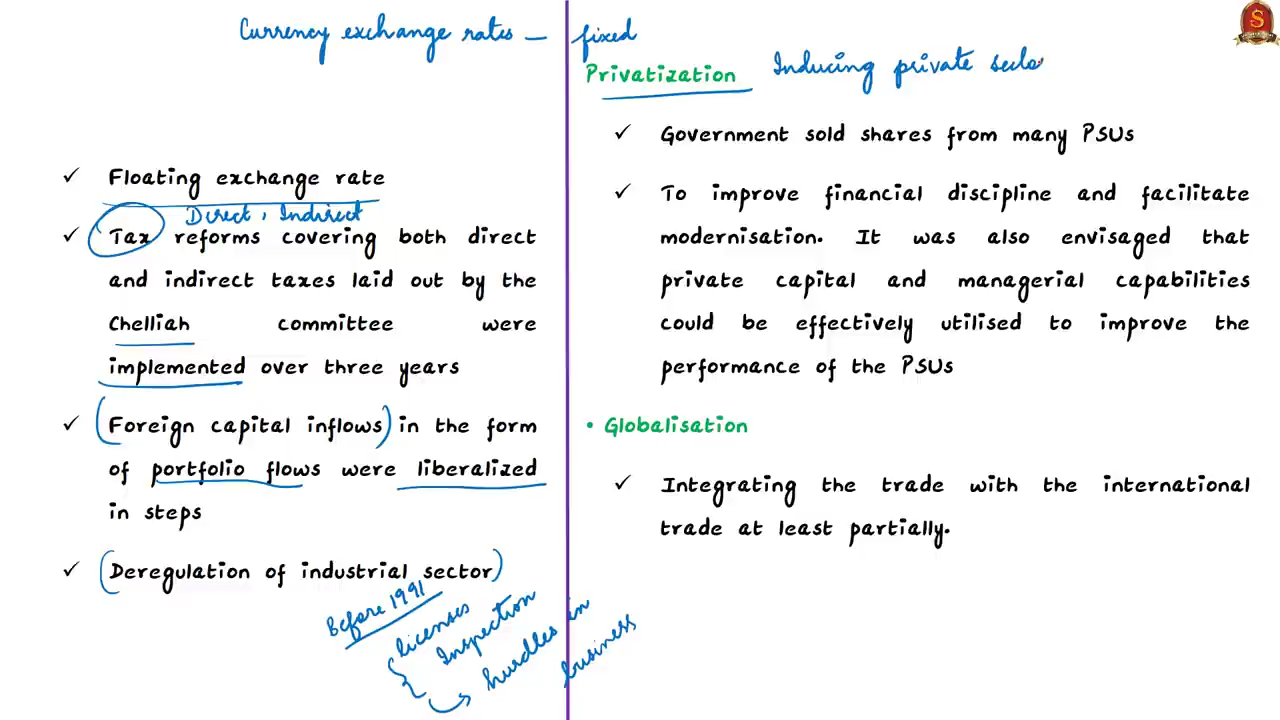 Currency exchange rates – fixed
Floating exchange rate
Direct, Indirect
Tax reforms covering both direct
and indirect taxes laid out by the
Chelliah committee were
implemented over three years
(Foreign capital inflows) in the form
of portfolio flows were liberalized
in steps
(Deregulation of industrial sector)
Before 1991
licenses
Inspection
hurdles in
business
Privatization Inducing private
Government sold shares from many PSUs
To improve financial discipline and facilitate
modernisation. It was also envisaged that
private capital and managerial capabilities
could be effectively utilised to improve the
performance of the PSUs
• Globalisation
Integrating the trade with the international
trade at least partially.
S